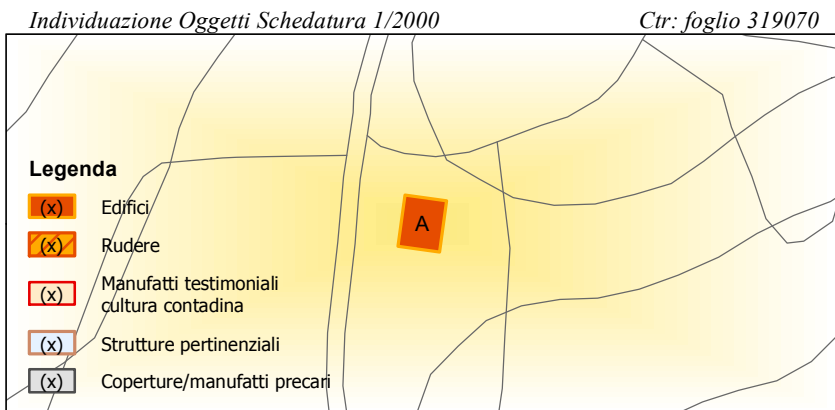 Individuazione Oggetti Schedatura 1/2000 Ctr: foglio 319070
Legenda
(x) Edifici
(x) Rudere
(x) Manufatti testimoniali
cultura contadina
(x) Strutture pertinenziali
(x) Coperture/manufatti precari
A